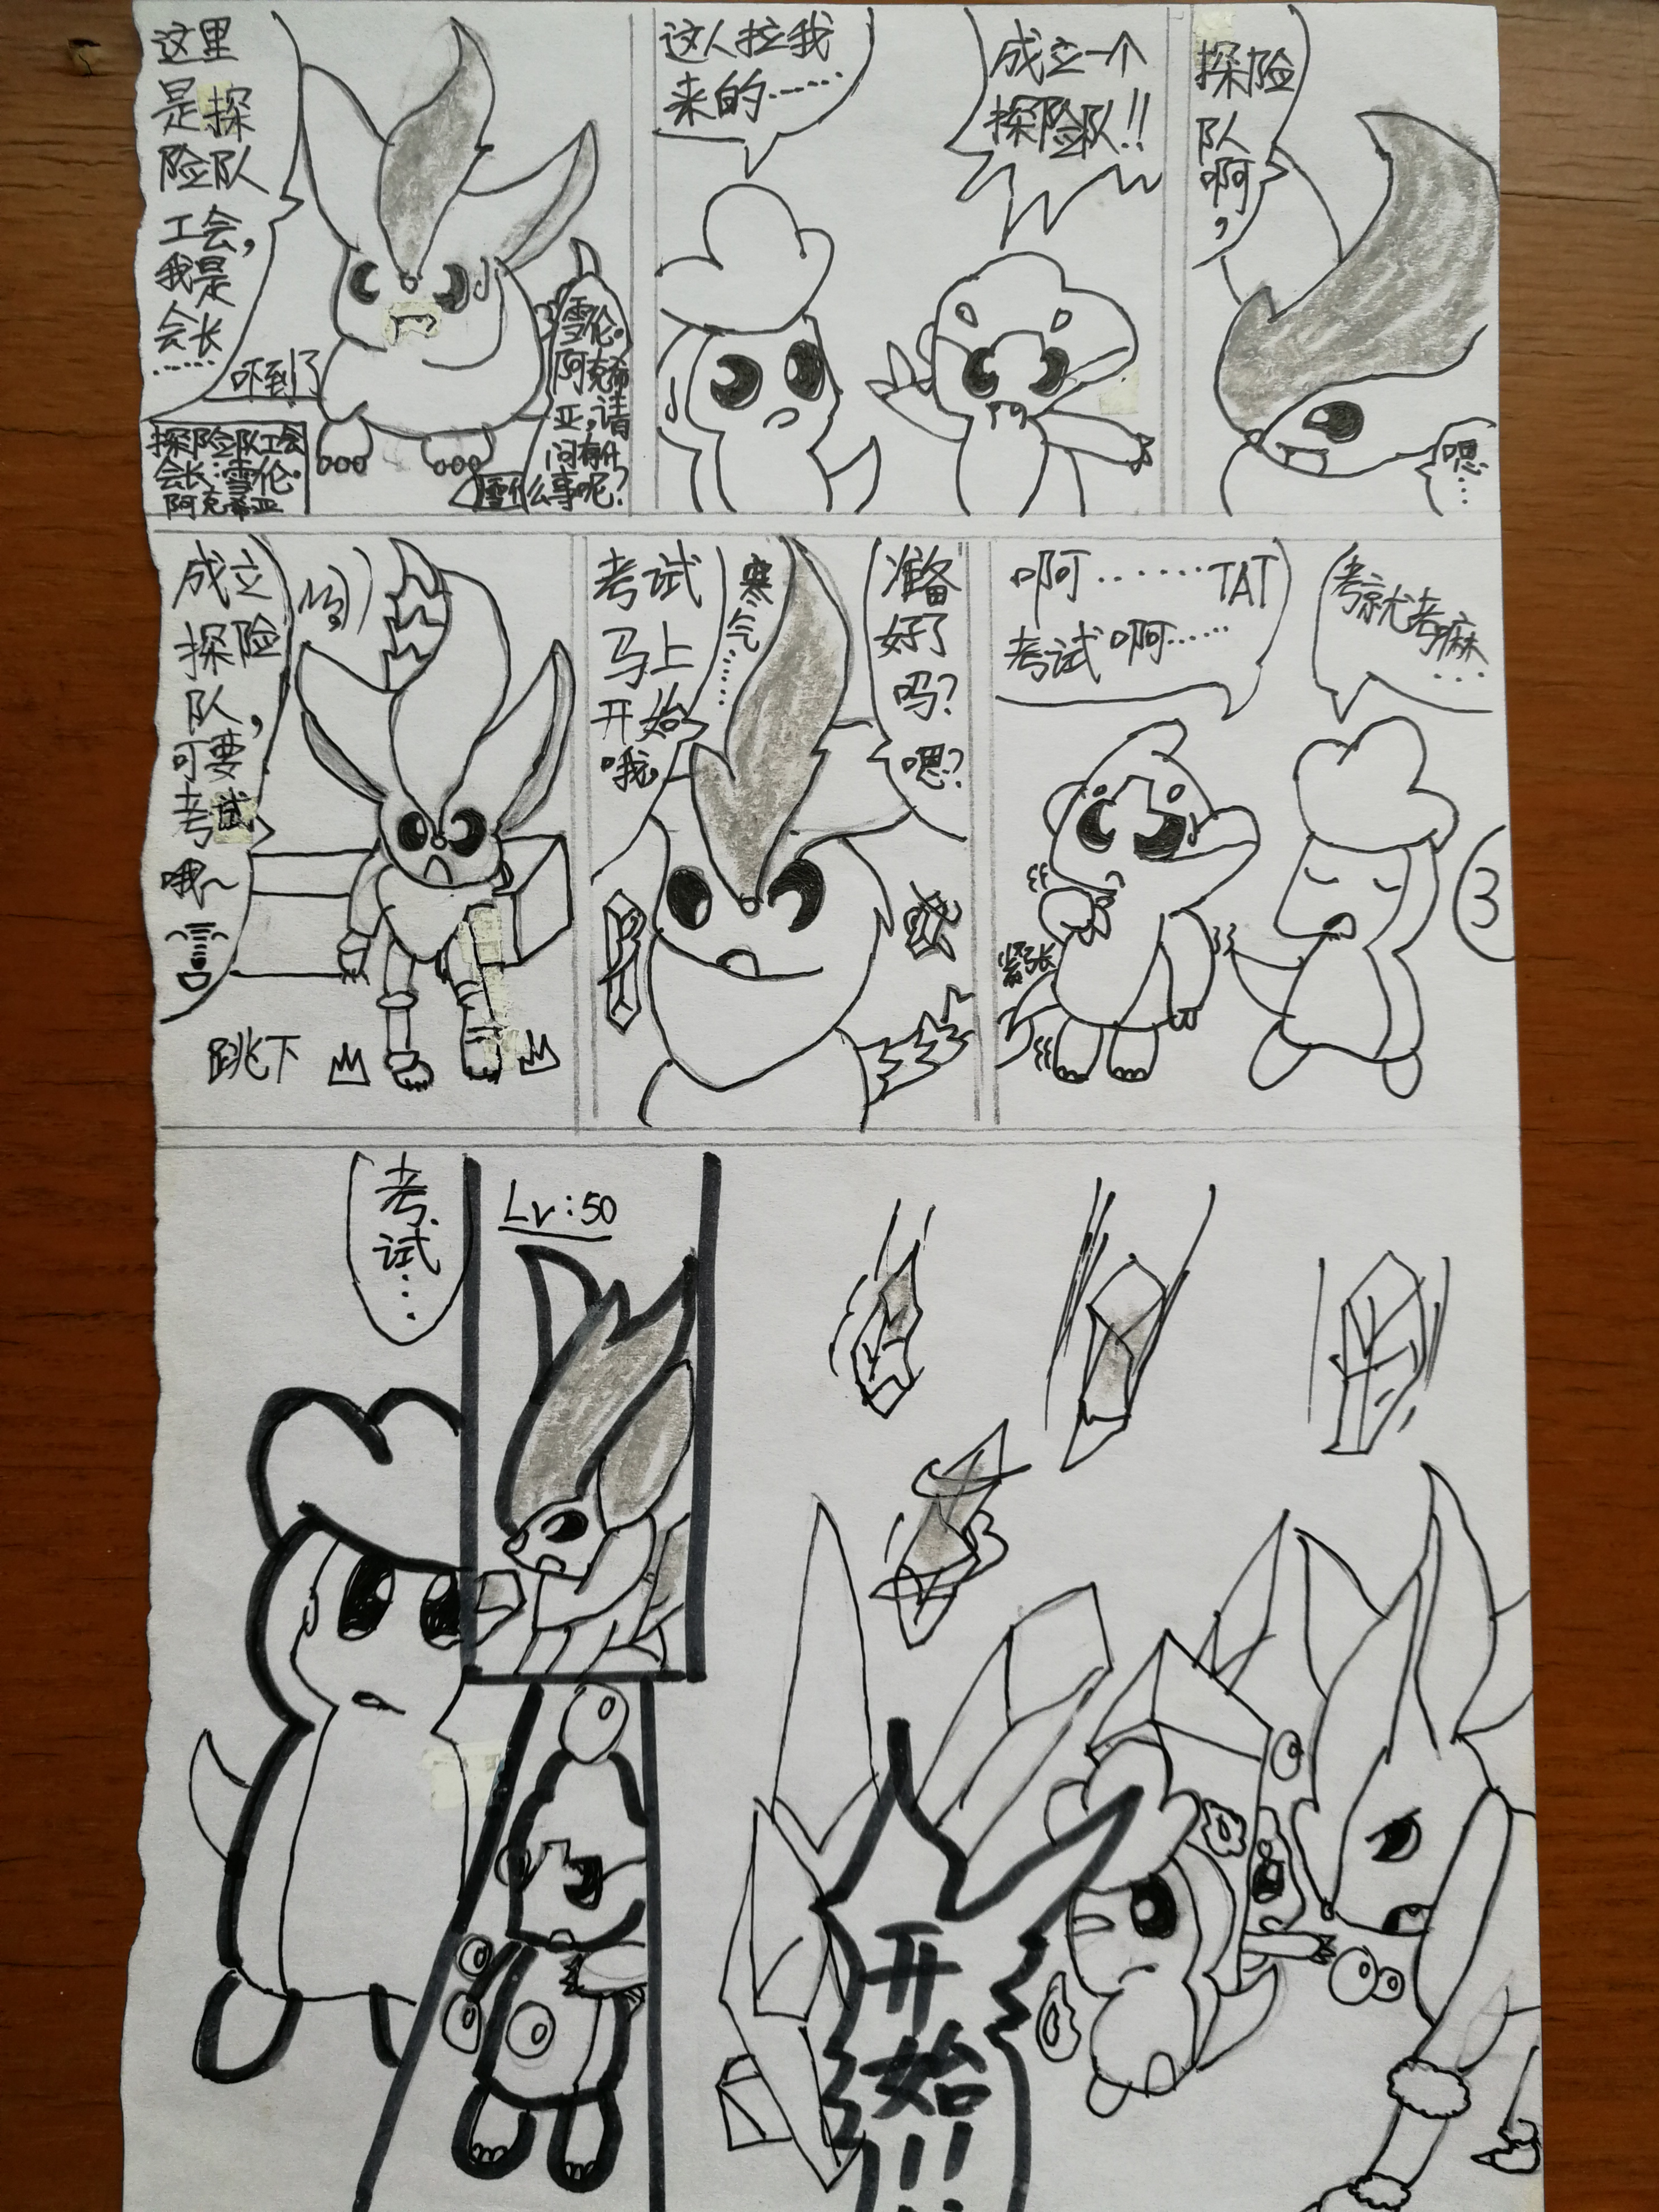 这里
是探
险队
工会，
我是
会长
……
吓到了
探险队工会
会长：雪伦·
阿克希亚
雪伦·
阿克希
亚，请
问有什
么事呢？
这人拉我
来的……
成立一个
探险队！！
探险
队
啊，
嗯…
成立
探险
队，
可要
考试
哦~
跳下
考试
马上
开始
哦，
寒气……
准备
好了
吗？
嗯？
啊……TAT
考试啊……
紧张
考就考嘛
…
3
考试…
Lv:50
开始！！